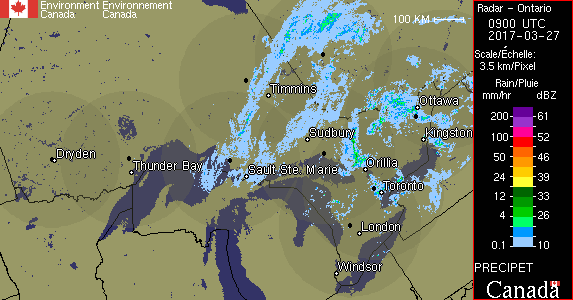 Environment Environnement
Canada Canada
100 KM
Timmins
Ottawa
Sudbury
Kingston
Dryden
Thunder Bay
Sault Ste. Marie
Orillia
Toronto
London
Windsor
Radar - Ontario
0900 UTC
2017-03-27
Scale/Échelle:
3.5 km/Pixel
Rain/Pluie
mm/hr dBZ
200 61
100 52
50 46
24 39
12 33
4 26
0.1 10
PRECIPET
Canada